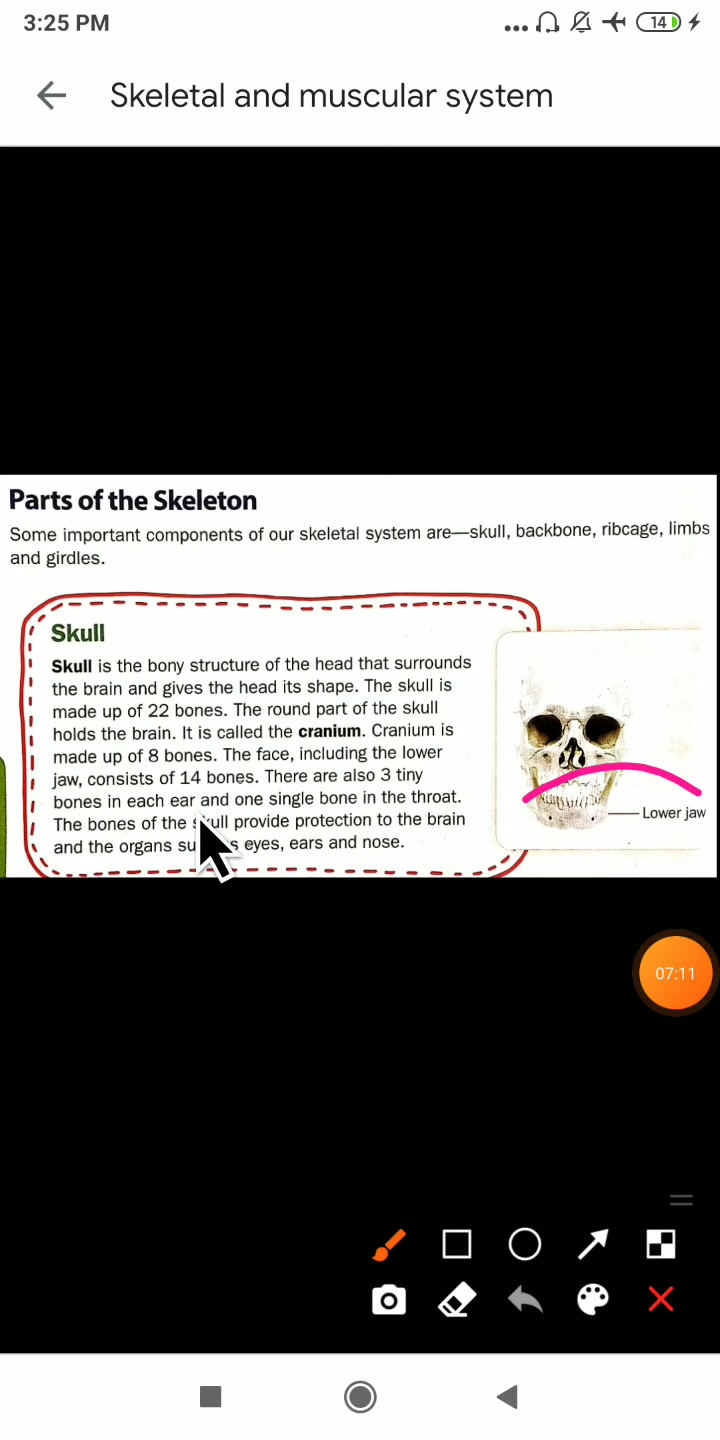 3:25 PM
14
Skeletal and muscular system
Parts of the Skeleton
Some important components of our skeletal system are—skull, backbone, ribcage, limbs
and girdles.
Skull
Skull is the bony structure of the head that surrounds
the brain and gives the head its shape. The skull is
made up of 22 bones. The round part of the skull
holds the brain. It is called the cranium. Cranium is
made up of 8 bones. The face, including the lower
jaw, consists of 14 bones. There are also 3 tiny
bones in each ear and one single bone in the throat.
The bones of the skull provide protection to the brain
and the organs eyes, ears and nose.
Lower jaw
07:11